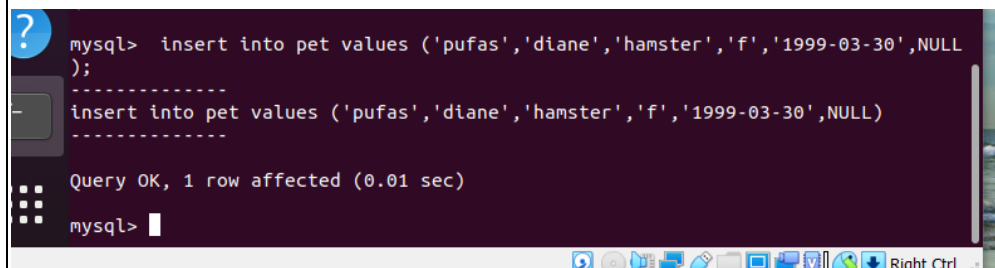 ?
mysql>  insert into pet values ('pufas','diane','hamster','f','1999-03-30',NULL
);
--------------
insert into pet values ('pufas','diane','hamster','f','1999-03-30',NULL)
--------------
Query OK, 1 row affected (0.01 sec)
mysql>
Right Ctrl